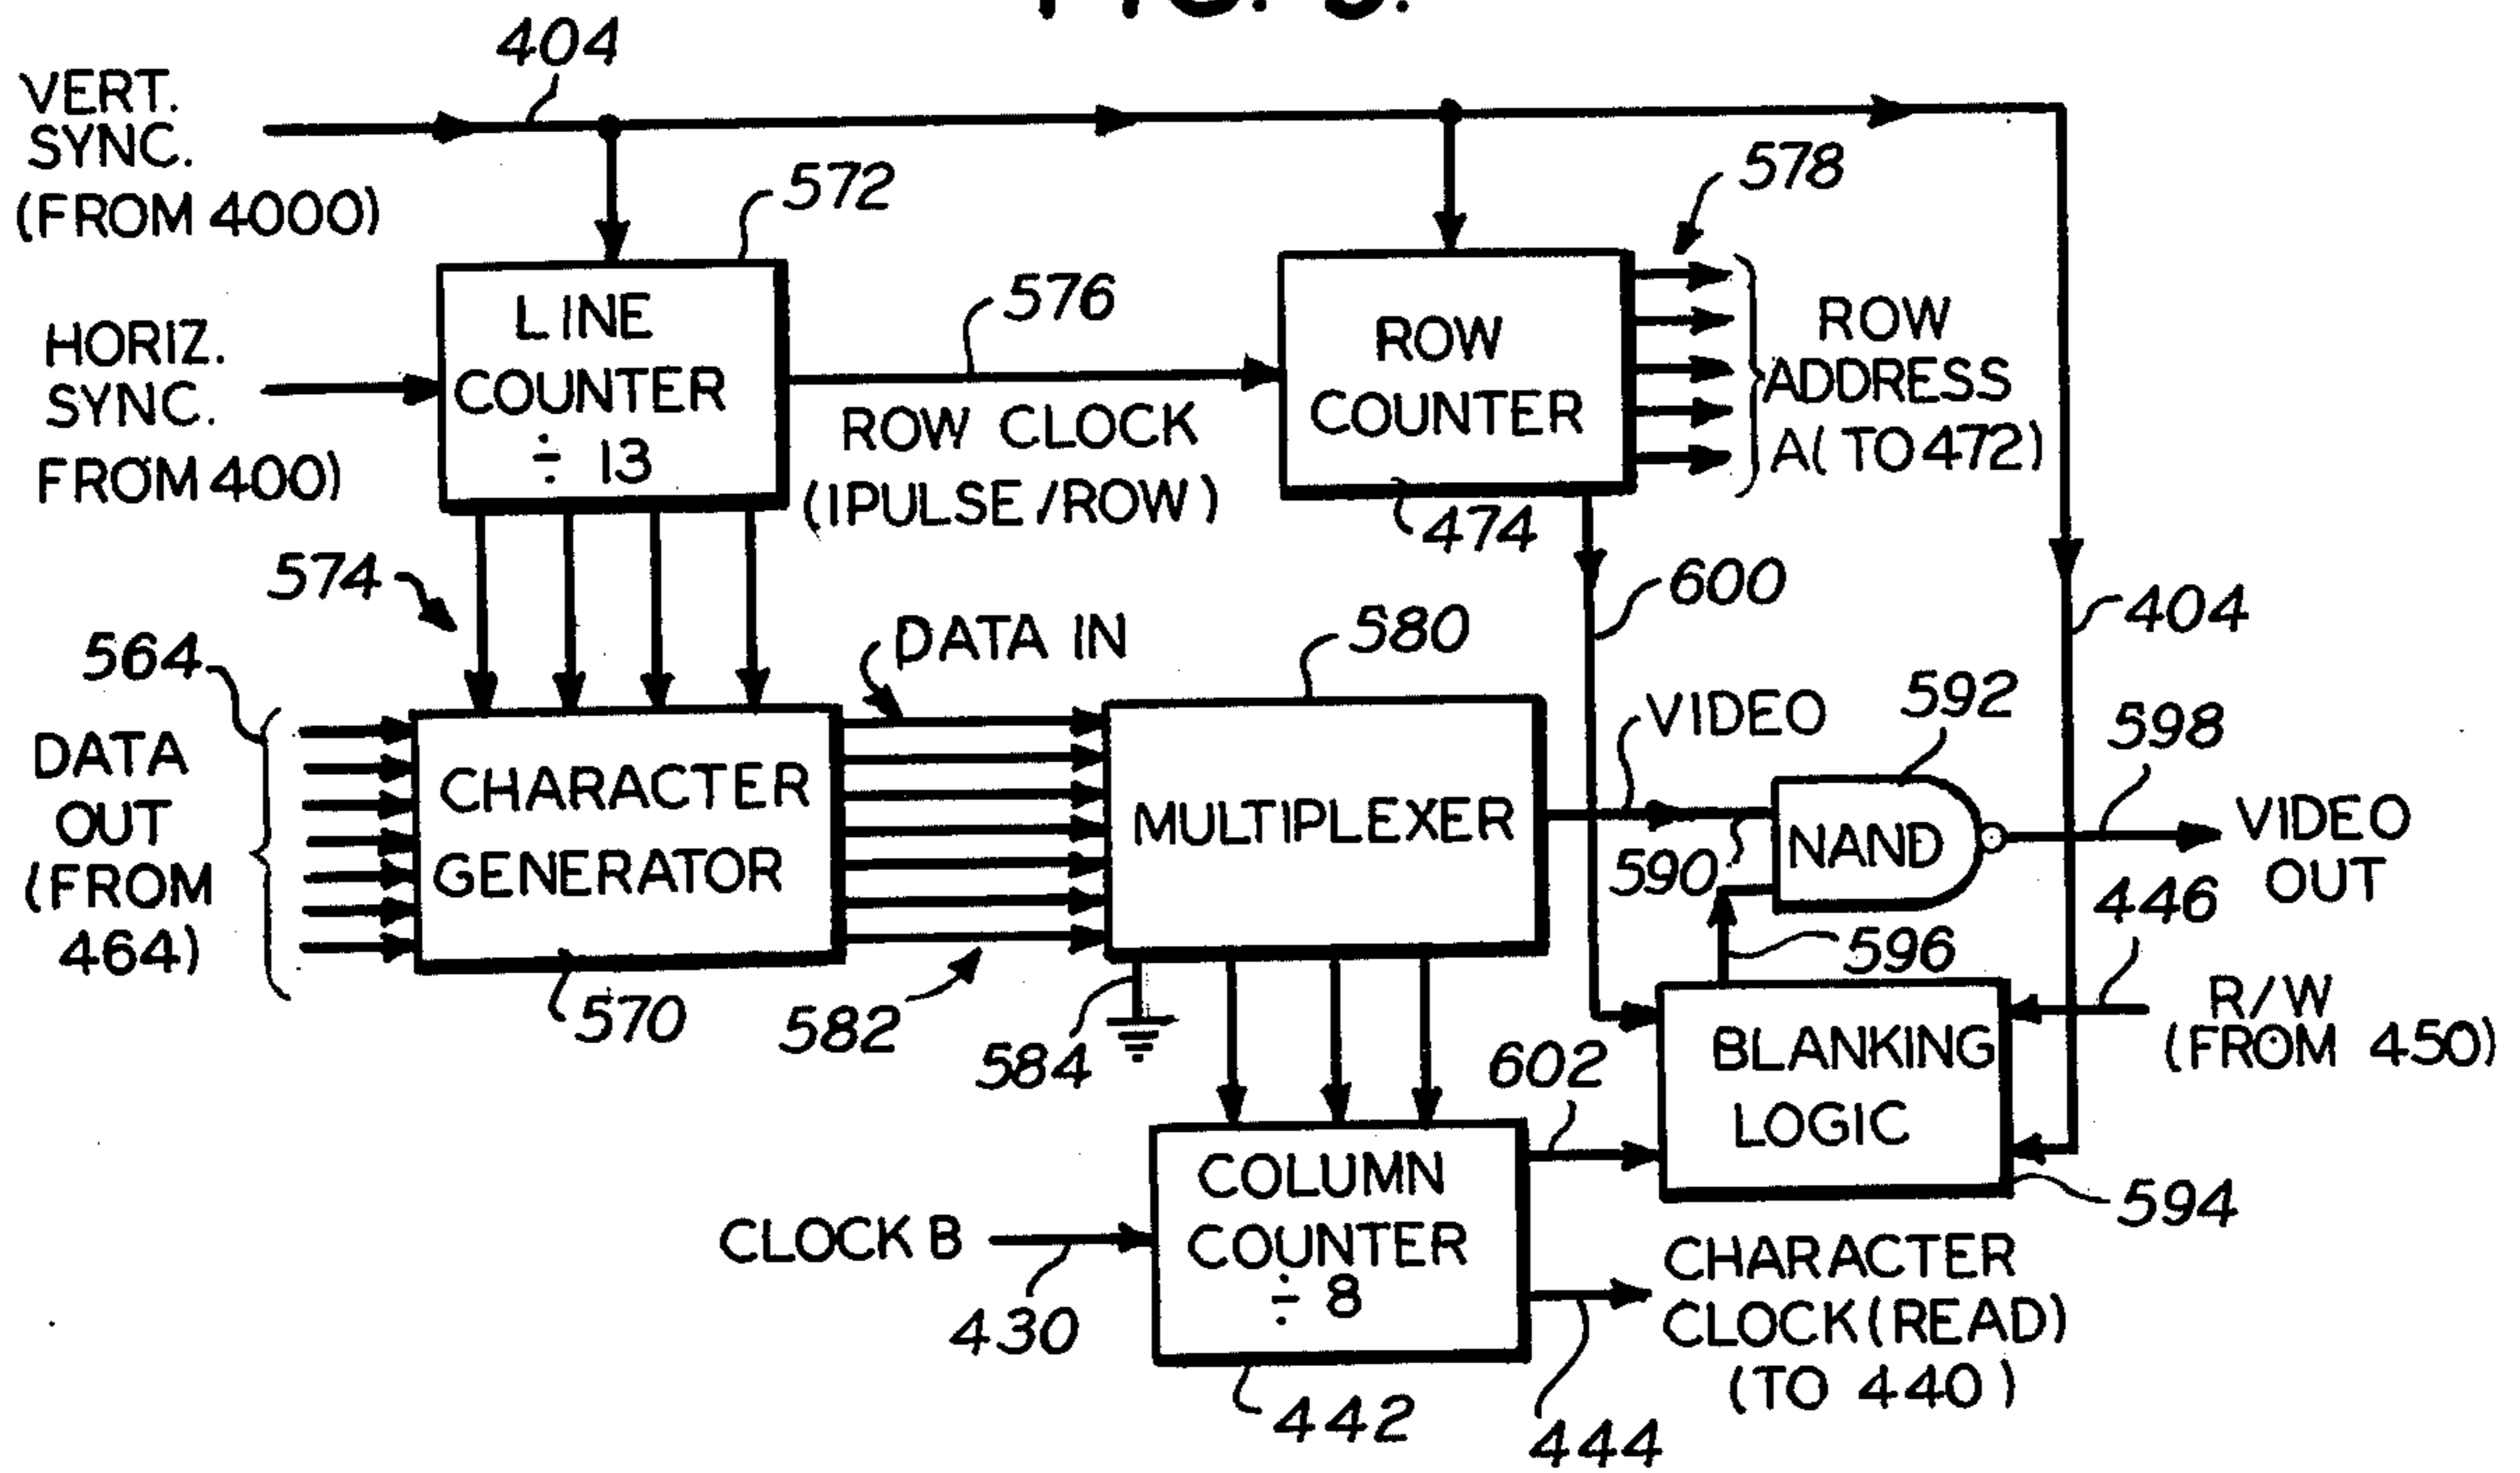 404
VERT.
SYNC.
(FROM 4000)
572
578
HORIZ.
SYNC.
FROM 400)
LINE
COUNTER
÷ 13
576
ROW CLOCK
(1PULSE/ROW)
ROW
COUNTER
ROW
ADDRESS
A(TO 472)
474
574
600
404
564
DATA IN
580
DATA
OUT
(FROM
464)
CHARACTER
GENERATOR
MULTIPLEXER
VIDEO
592
598
590
NAND
VIDEO
OUT
446
596
570
582
584
R/W
(FROM 450)
BLANKING
LOGIC
602
594
CLOCK B
430
COLUMN
COUNTER
÷ 8
CHARACTER
CLOCK (READ)
(TO 440)
442
444